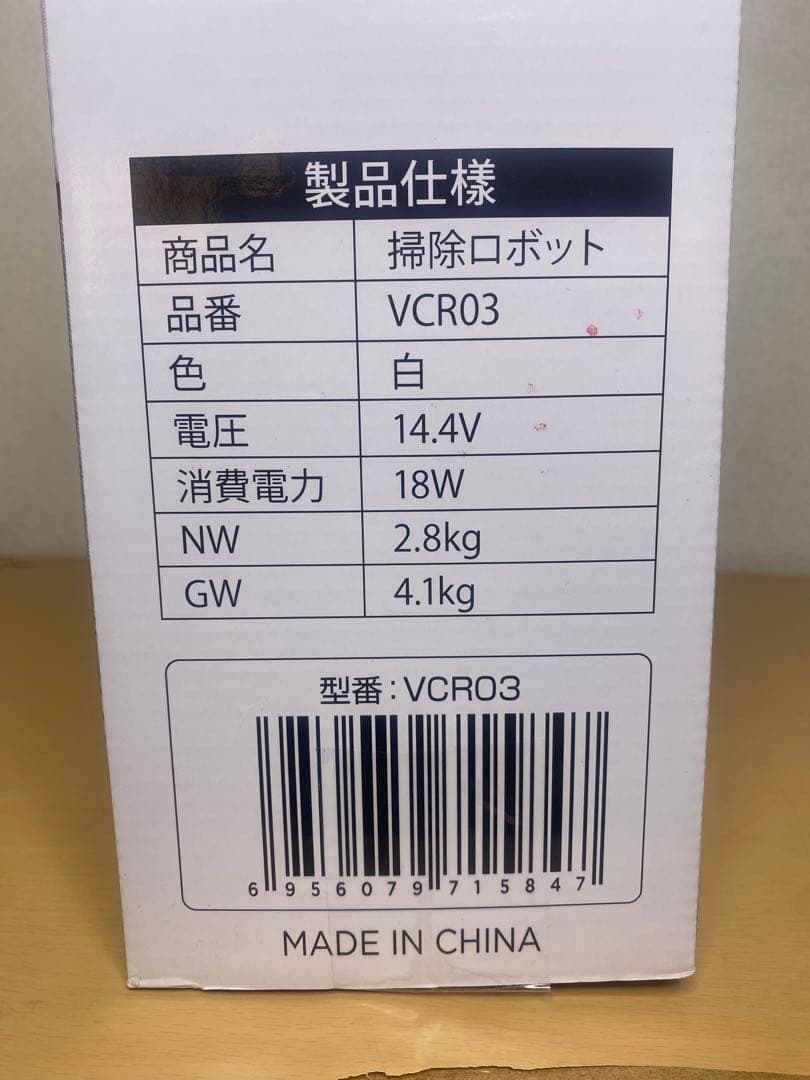 製品仕様
商品名 掃除ロボット
品番 VCR03
色 白
電圧 14.4V
消費電力 18W
NW 2.8kg
GW 4.1kg
型番:VCR03
6 956079 715847
MADE IN CHINA